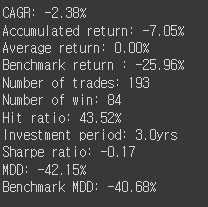 CAGR: -2.38%
Accumulated return: -7.05%
Average return: 0.00%
Benchmark return : -25.96%
Number of trades: 193
Number of win: 84
Hit ratio: 43.52%
Investment period: 3.0yrs
Sharpe ratio: -0.17
MDD: -42.15%
Benchmark MDD: -40.68%